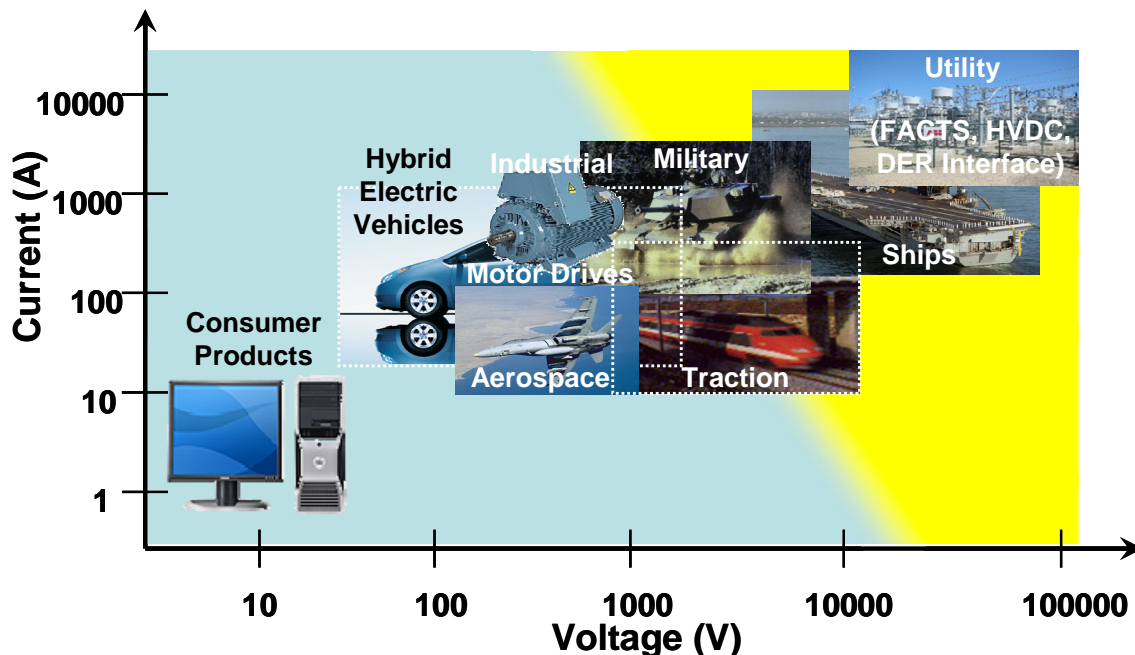 Current (A)
10000
1000
100
10
1
Utility
(FACTS, HVDC,
DER Interface)
Hybrid
Electric
Vehicles
Industrial
Motor Drives
Military
Ships
Consumer
Products
Aerospace
Traction
10
100
1000
10000
100000
Voltage (V)